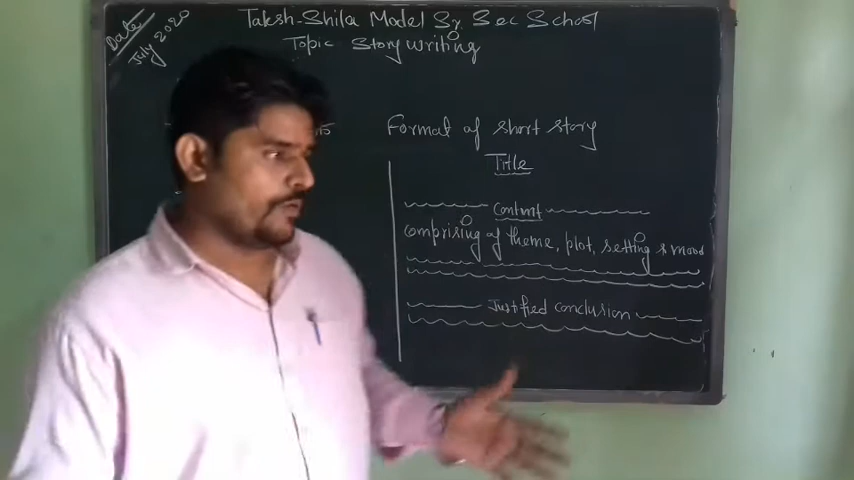 Date
July 2020
Taksh-Shila Model Sr. Sec School
Topic Story writing
Format of short story
Title
Content
comprising of theme, plot, setting & mood
Justified conclusion